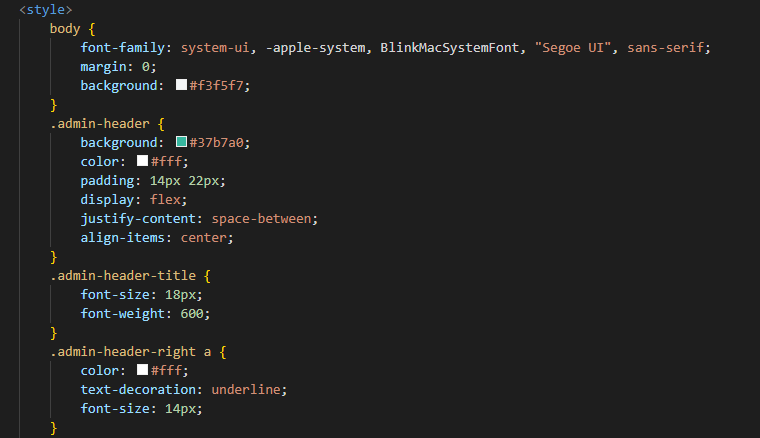 <style>
body {
font-family: system-ui, -apple-system, BlinkMacSystemFont, "Segoe UI", sans-serif;
margin: 0;
background: #f3f5f7;
}
.admin-header {
background: #37b7a0;
color: #fff;
padding: 14px 22px;
display: flex;
justify-content: space-between;
align-items: center;
}
.admin-header-title {
font-size: 18px;
font-weight: 600;
}
.admin-header-right a {
color: #fff;
text-decoration: underline;
font-size: 14px;
}